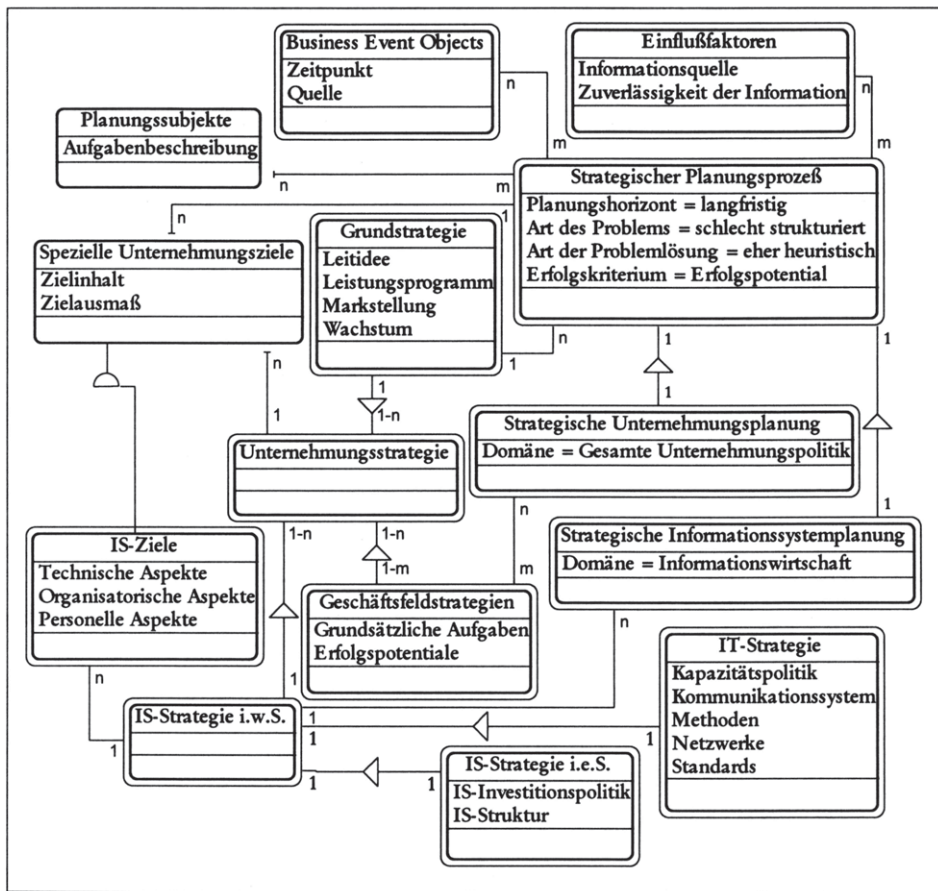 Business Event Objects
Zeitpunkt
Quelle
n
m
Einflußfaktoren
Informationsquelle
Zuverlässigkeit der Information
n
m
Planungssubjekte
Aufgabenbeschreibung
n
m
Strategischer Planungsprozeß
Planungshorizont = langfristig
Art des Problems = schlecht strukturiert
Art der Problemlösung = eher heuristisch
Erfolgskriterium = Erfolgspotential
n
1
Spezielle Unternehmungsziele
Zielinhalt
Zielausmaß
Grundstrategie
Leitidee
Leistungsprogramm
Markstellung
Wachstum
1
n
1
1
n
1
1
1-n
1
1
Strategische Unternehmungsplanung
Domäne = Gesamte Unternehmungspolitik
Unternehmungsstrategie
1-n
1-n
1-m
n
m
1
Strategische Informationssystemplanung
Domäne = Informationswirtschaft
IS-Ziele
Technische Aspekte
Organisatorische Aspekte
Personelle Aspekte
Geschäftsfeldstrategien
Grundsätzliche Aufgaben
Erfolgspotentiale
n
IT-Strategie
Kapazitätspolitik
Kommunikationssystem
Methoden
Netzwerke
Standards
n
1
1
IS-Strategie i.w.S.
1
1
1
1
1
IS-Strategie i.e.S.
IS-Investitionspolitik
IS-Struktur